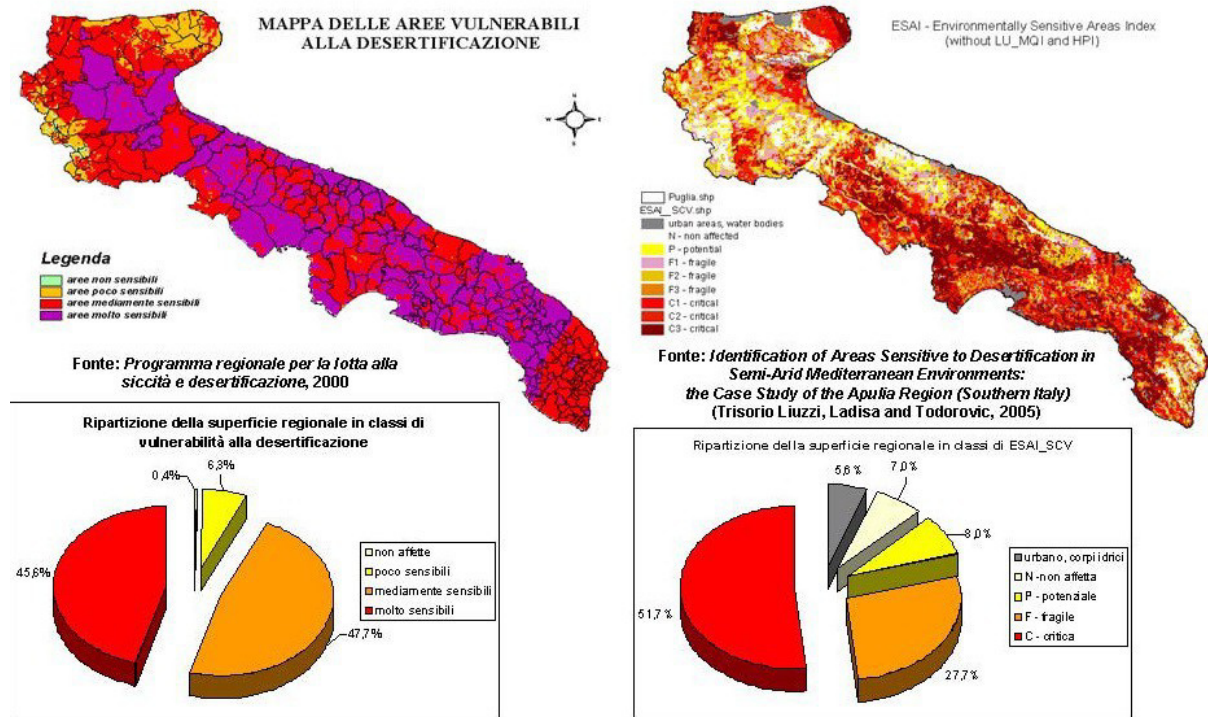 MAPPA DELLE AREE VULNERABILI
ALLA DESERTIFICAZIONE
N
W
E
S
Legenda
aree non sensibili
aree poco sensibili
aree mediamente sensibili
aree molto sensibili
Fonte: Programma regionale per la lotta alla
siccità e desertificazione, 2000
Ripartizione della superficie regionale in classi di
vulnerabilità alla desertificazione
0,4%
6,3%
45,6%
47,7%
non affette
poco sensibili
mediamente sensibili
molto sensibili
ESAI - Environmentally Sensitive Areas Index
(without LU_MQI and HPI)
Puglia.shp
ESAI_SCV.shp
urban areas, water bodies
N - non affected
P - potential
F1 - fragile
F2 - fragile
F3 - fragile
C1 - critical
C2 - critical
C3 - critical
Fonte: Identification of Areas Sensitive to Desertification in
Semi-Arid Mediterranean Environments:
the Case Study of the Apulia Region (Southern Italy)
(Trisorio Liuzzi, Ladisa and Todorovic, 2005)
Ripartizione della superficie regionale in classi di ESAI_SCV
5,6%
7,0%
8,0%
51,7%
27,7%
urbano, corpi idrici
N - non affetta
P - potenziale
F - fragile
C - critica